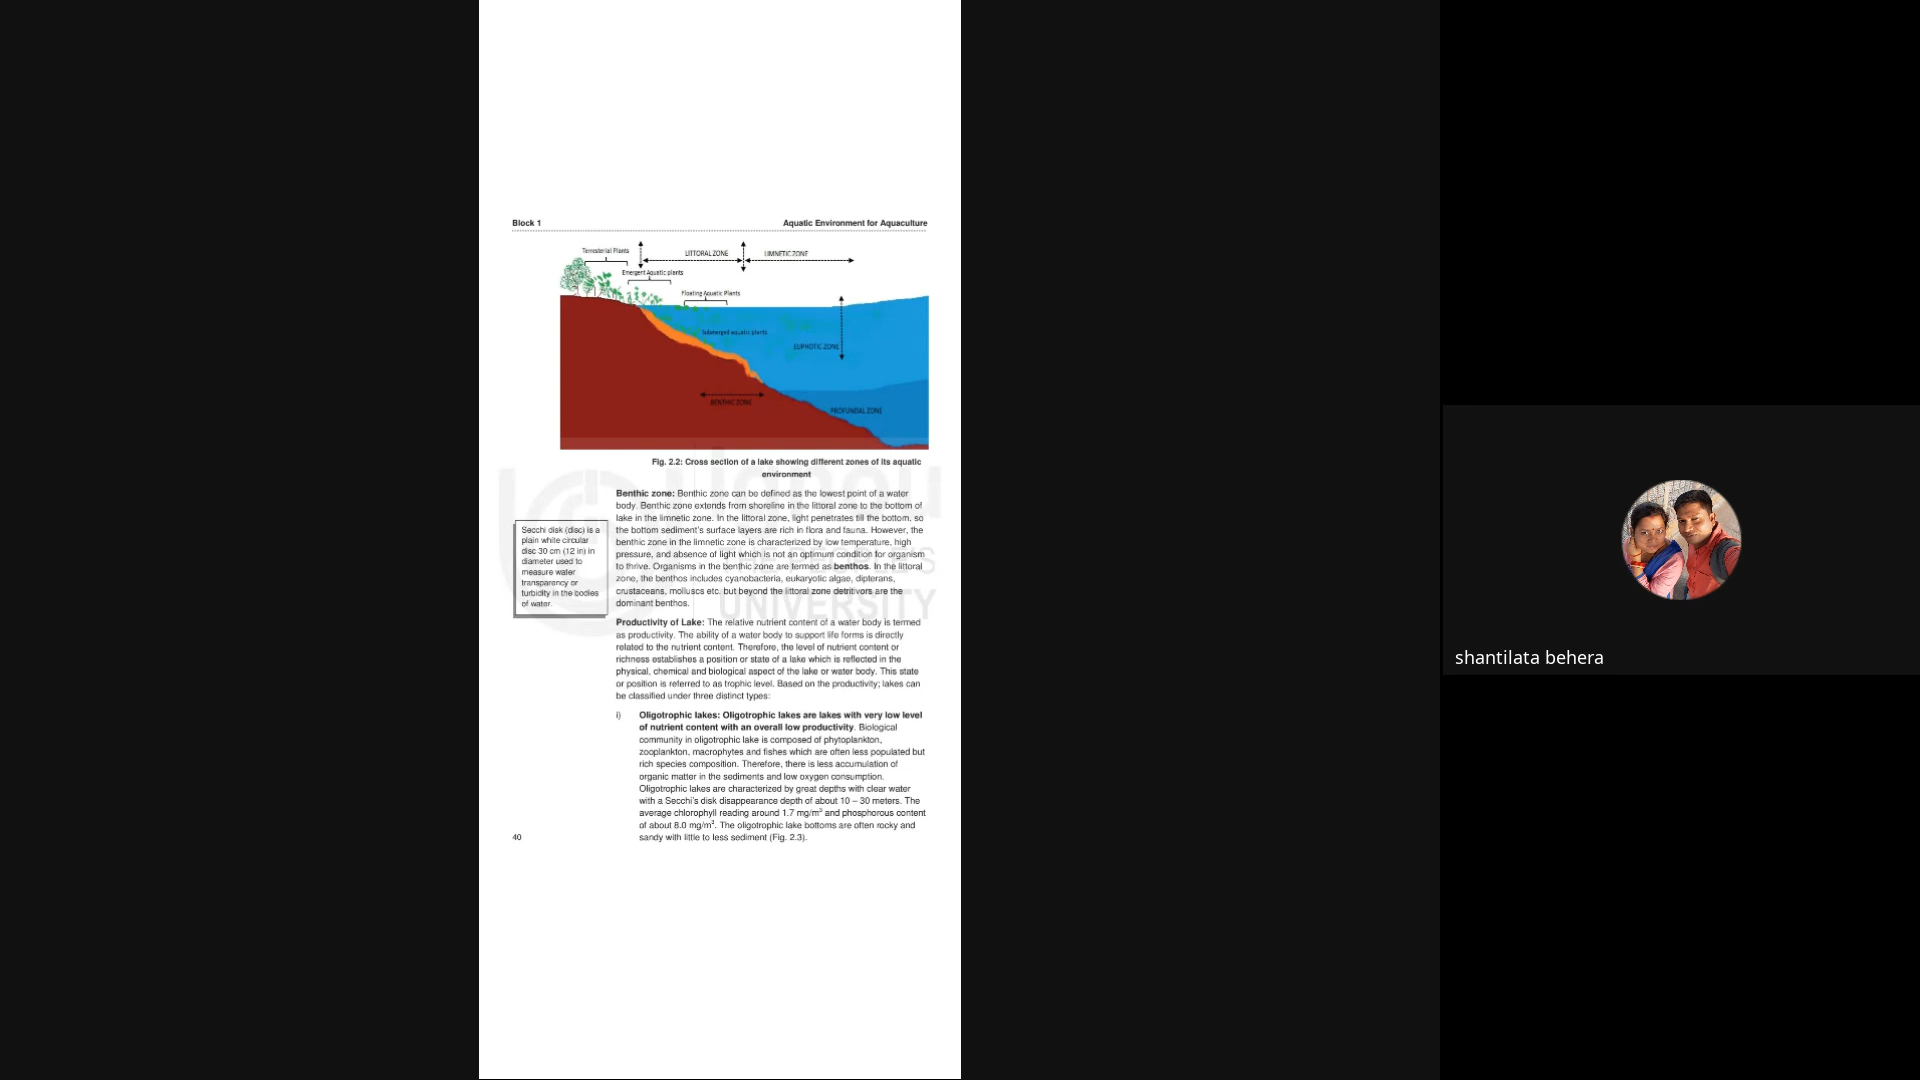 Block 1
Aquatic Environment for Aquaculture
Terresterial Plants
LITTORAL ZONE
LIMNETIC ZONE
Emergent Aquatic plants
Floating Aquatic Plants
Submerged aquatic plants
EUPHOTIC ZONE
BENTHIC ZONE
PROFUNDAL ZONE
Fig. 2.2: Cross section of a lake showing different zones of its aquatic
environment
Benthic zone: Benthic zone can be defined as the lowest point of a water
body. Benthic zone extends from shoreline in the littoral zone to the bottom of
lake in the limnetic zone. In the littoral zone, light penetrates till the bottom, so
the bottom sediment's surface layers are rich in flora and fauna. However, the
benthic zone in the limnetic zone is characterized by low temperature, high
pressure, and absence of light which is not an optimum condition for organism
to thrive. Organisms in the benthic zone are termed as benthos. In the littoral
zone, the benthos includes cyanobacteria, eukaryotic algae, dipterans,
crustaceans, molluscs etc. but beyond the littoral zone detritivors are the
dominant benthos.
Secchi disk (disc) is a
plain white circular
disc 30 cm (12 in) in
diameter used to
measure water
transparency or
turbidity in the bodies
of water.
Productivity of Lake: The relative nutrient content of a water body is termed
as productivity. The ability of a water body to support life forms is directly
related to the nutrient content. Therefore, the level of nutrient content or
richness establishes a position or state of a lake which is reflected in the
physical, chemical and biological aspect of the lake or water body. This state
or position is referred to as trophic level. Based on the productivity; lakes can
be classified under three distinct types:
i) Oligotrophic lakes: Oligotrophic lakes are lakes with very low level
of nutrient content with an overall low productivity. Biological
community in oligotrophic lake is composed of phytoplankton,
zooplankton, macrophytes and fishes which are often less populated but
rich species composition. Therefore, there is less accumulation of
organic matter in the sediments and low oxygen consumption.
Oligotrophic lakes are characterized by great depths with clear water
with a Secchi's disk disappearance depth of about 10 – 30 meters. The
average chlorophyll reading around 1.7 mg/m³ and phosphorous content
of about 8.0 mg/m³. The oligotrophic lake bottoms are often rocky and
sandy with little to less sediment (Fig. 2.3).
40
ignou
THE PEOPLE'S
UNIVERSITY
shantilata behera